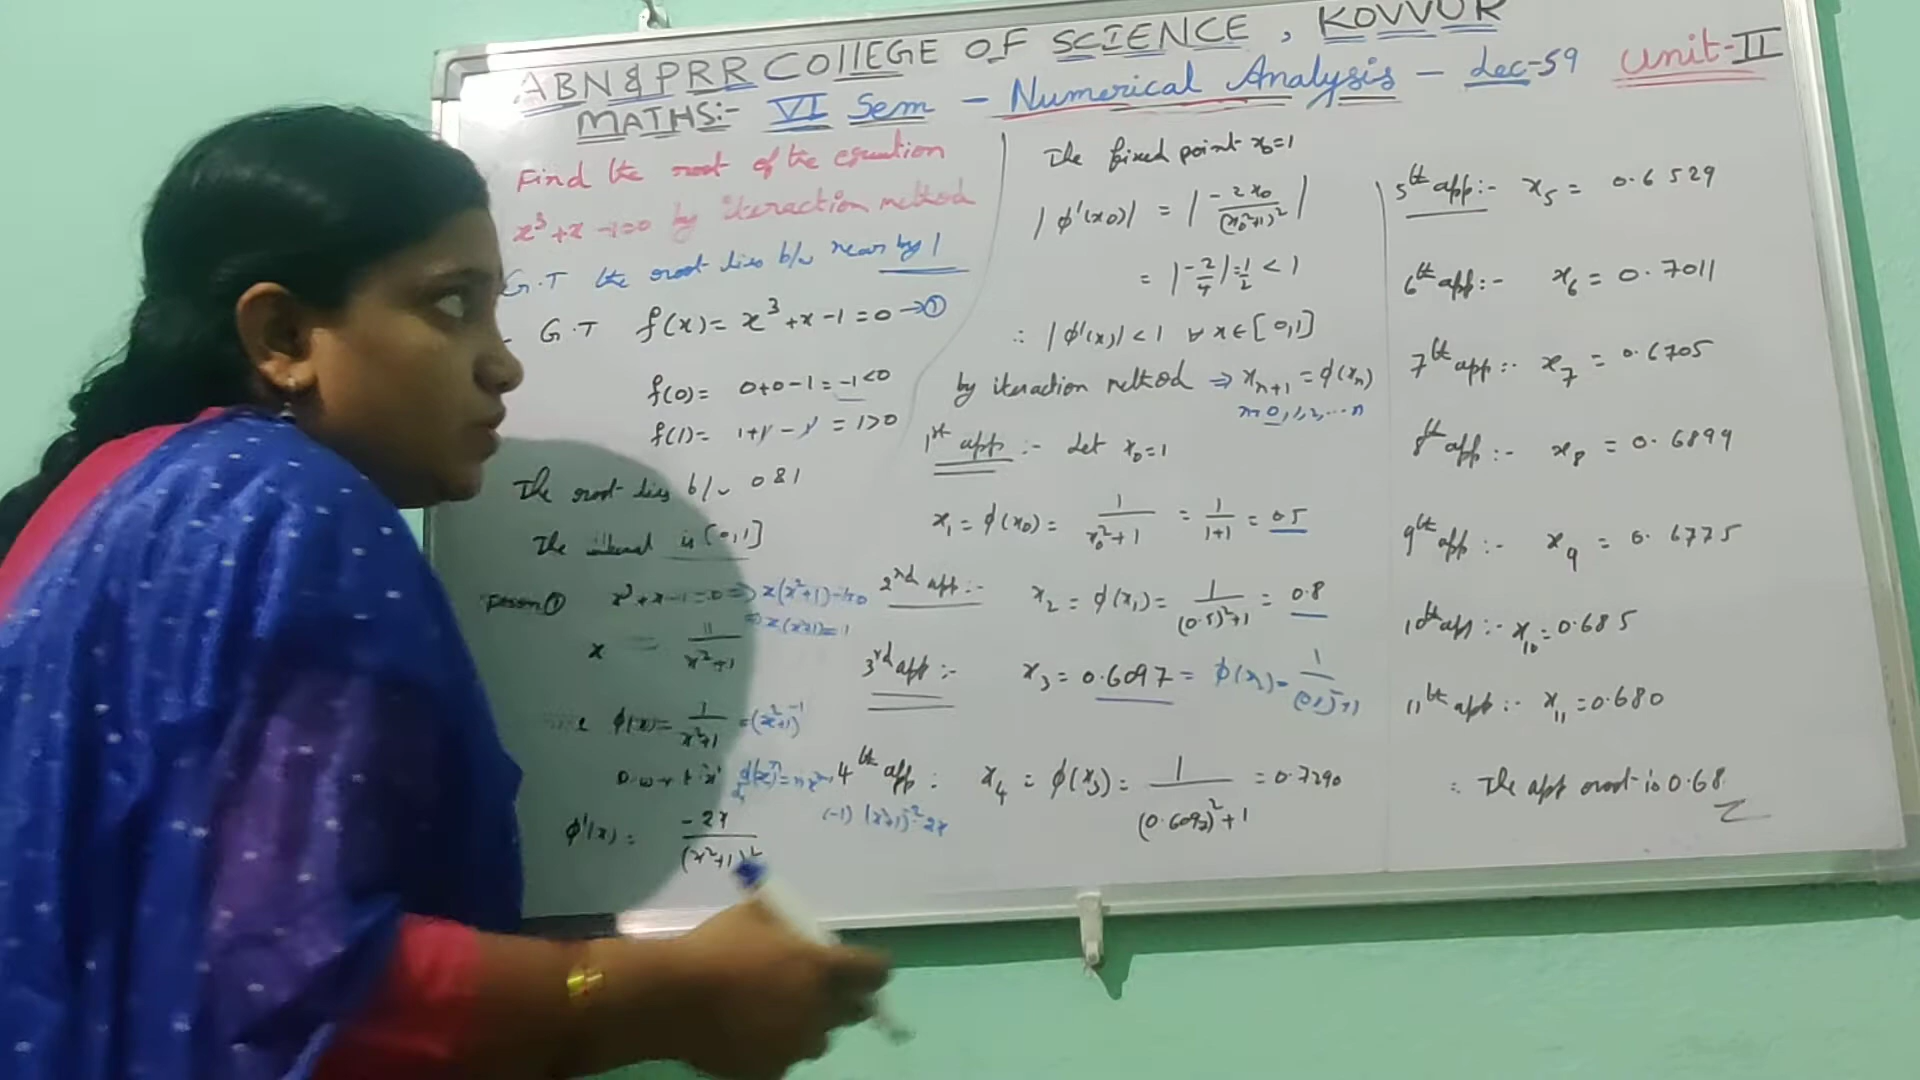 ABN & PRR COllEGE OF SCIENCE, KOVVUR
MATHS:- VI Sem - Numerical Analysis - Lec-59 Unit-II
Find the root of the equation
x³+x-1=0 by iteraction method
G.T the root lies b/w near by 1
G.T f(x) = x³+x-1=0 →①
f(0)= 0+0-1=-1<0
f(1)= 1+1-1 = 1>0
The root lies b/w 0&1
The interval is [0,1]
From ① x³+x-1=0 ⇒ x(x²+1)-1=0
⇒ x(x²+1)=1
x = 1/(x²+1)
φ(x)= 1/(x²+1) =(x²+1)⁻¹
D.w.r.t 'x'
φ'(x)= -2x/(x²+1)²
(-1) (x²+1)⁻² 2x
The fixed point x₀=1
|φ'(x₀)| = |-2x₀/(x₀²+1)²|
= |-2/4|=1/2 < 1
∴ |φ'(x)| < 1 ∀ x∈[0,1]
by iteraction method ⇒ xₙ₊₁ = φ(xₙ)
n=0,1,2,...n
1st app:- Let x₀=1
x₁ = φ(x₀) = 1/(x₀²+1) = 1/(1+1) = 0.5
2nd app:- x₂ = φ(x₁) = 1/((0.5)²+1) = 0.8
3rd app:- x₃ = 0.6097 = φ(x₂)= 1/((0.8)²+1)
4th app: x₄ = φ(x₃) = 1/((0.6097)²+1) = 0.7290
5th app:- x₅ = 0.6529
6th app:- x₆ = 0.7011
7th app:- x₇ = 0.6705
8th app:- x₈ = 0.6899
9th app:- x₉ = 0.6775
10th app:- x₁₀=0.685
11th app:- x₁₁=0.680
∴ The app root is 0.68